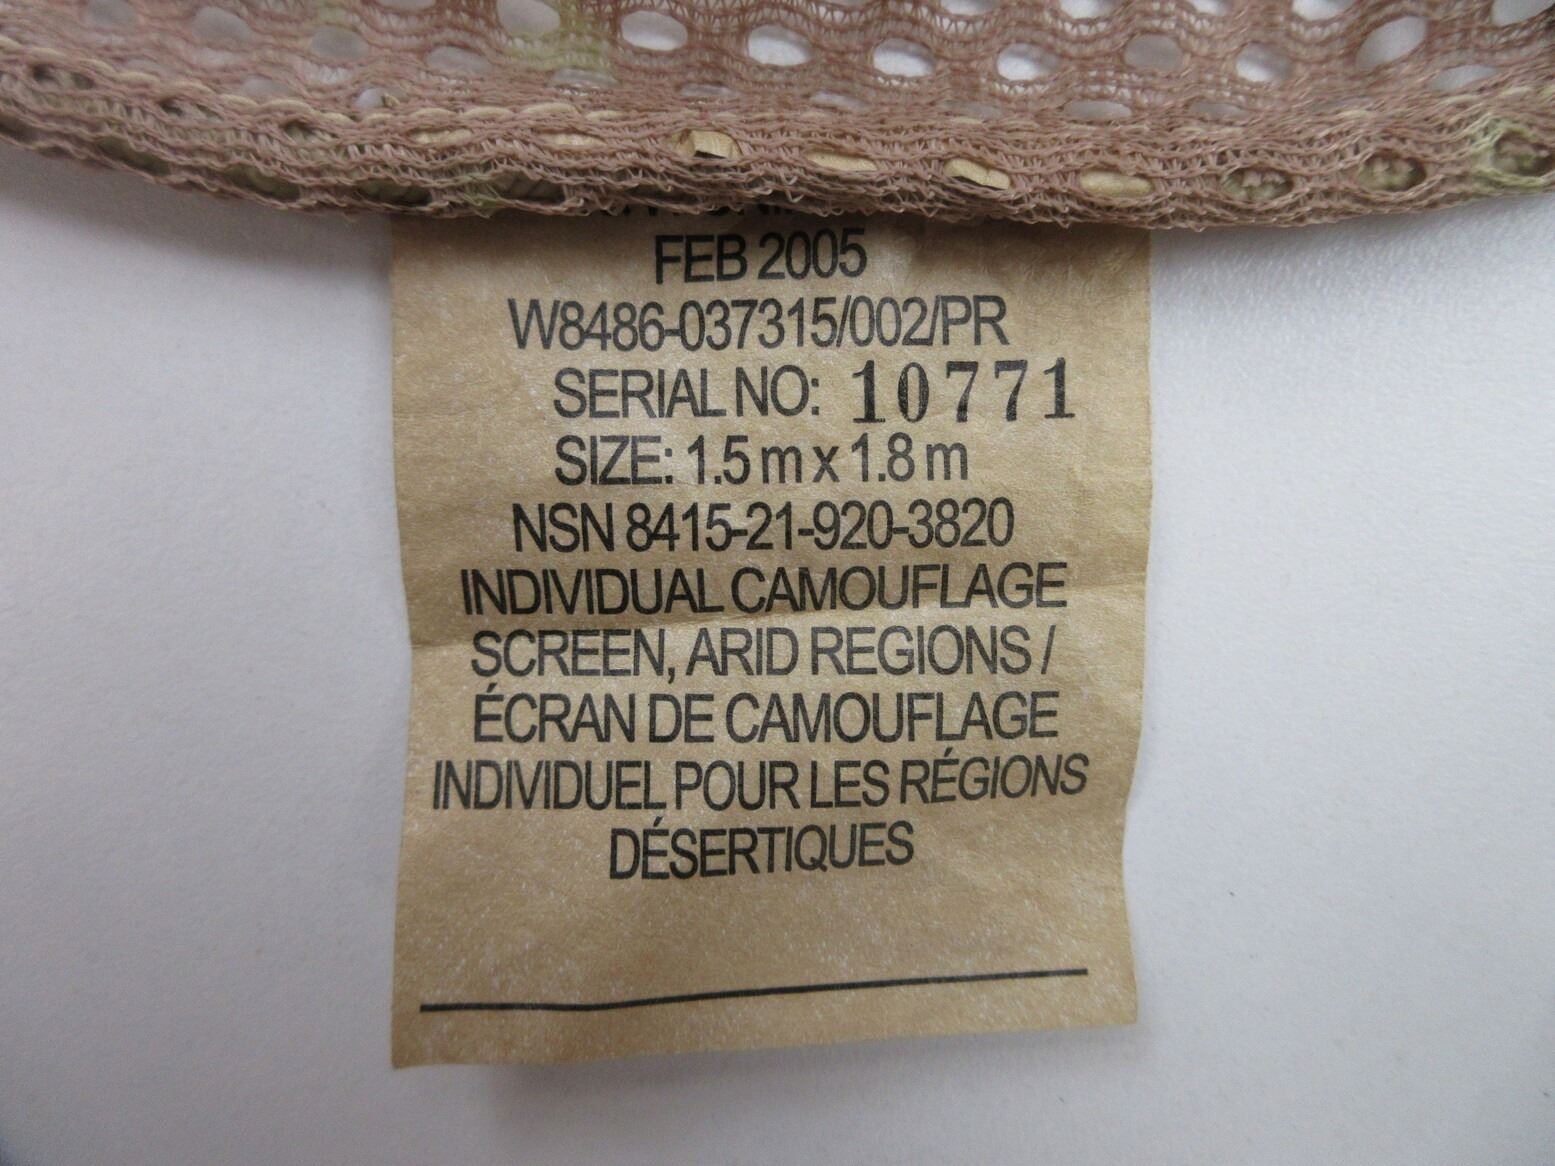 FEB 2005
W8486-037315/002/PR
SERIAL NO: 10771
SIZE: 1.5 m x 1.8 m
NSN 8415-21-920-3820
INDIVIDUAL CAMOUFLAGE
SCREEN, ARID REGIONS /
ÉCRAN DE CAMOUFLAGE
INDIVIDUEL POUR LES RÉGIONS
DÉSERTIQUES